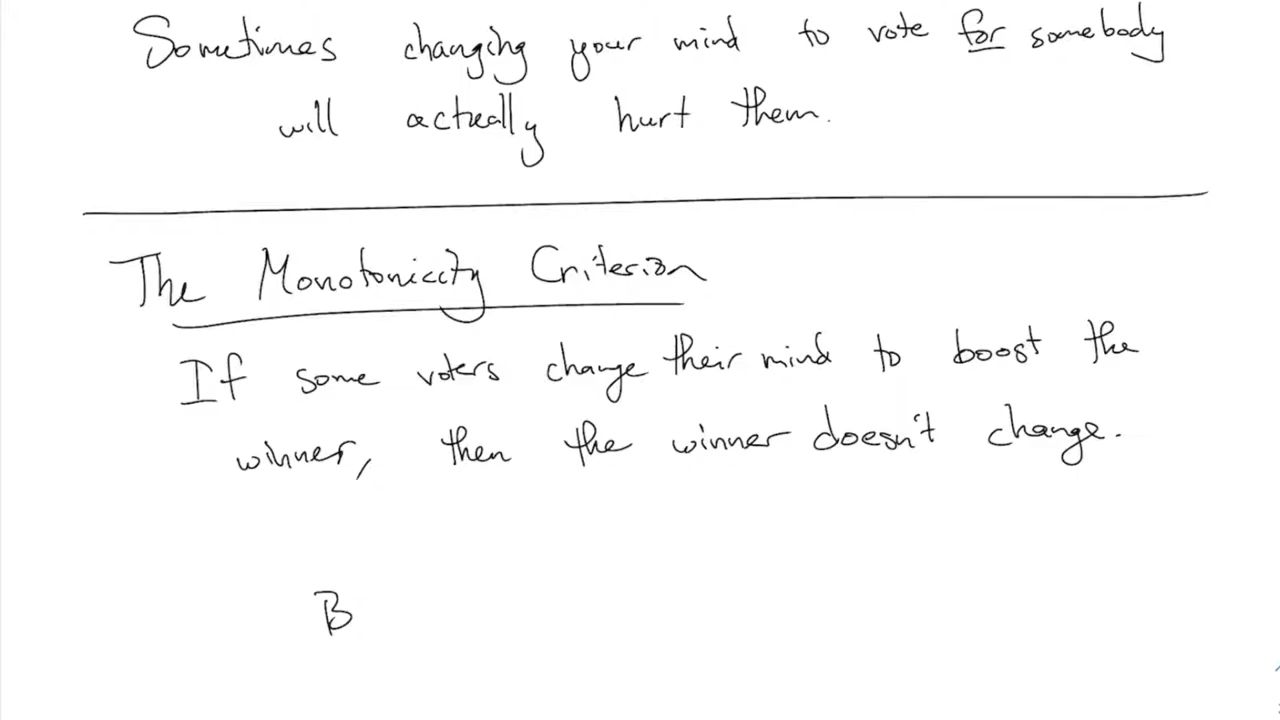 Sometimes changing your mind to vote for somebody
will actually hurt them.
The Monotonicity Criterion
If some voters change their mind to boost the
winner, then the winner doesn't change.
B